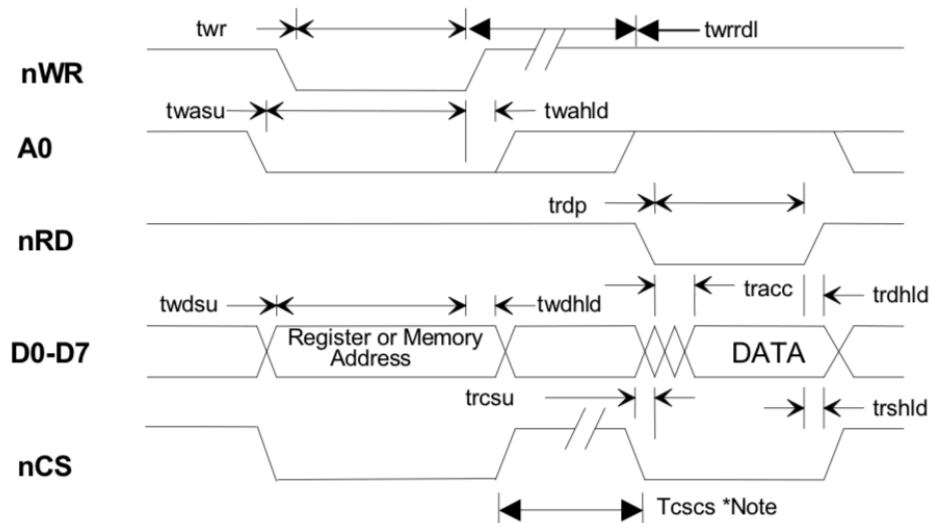 twr
twrrdl
nWR
twasu
twahld
A0
trdp
nRD
twdsu
twdhld
tracc
trdhld
D0-D7
Register or Memory
Address
DATA
trcsu
trshld
nCS
Tcscs *Note